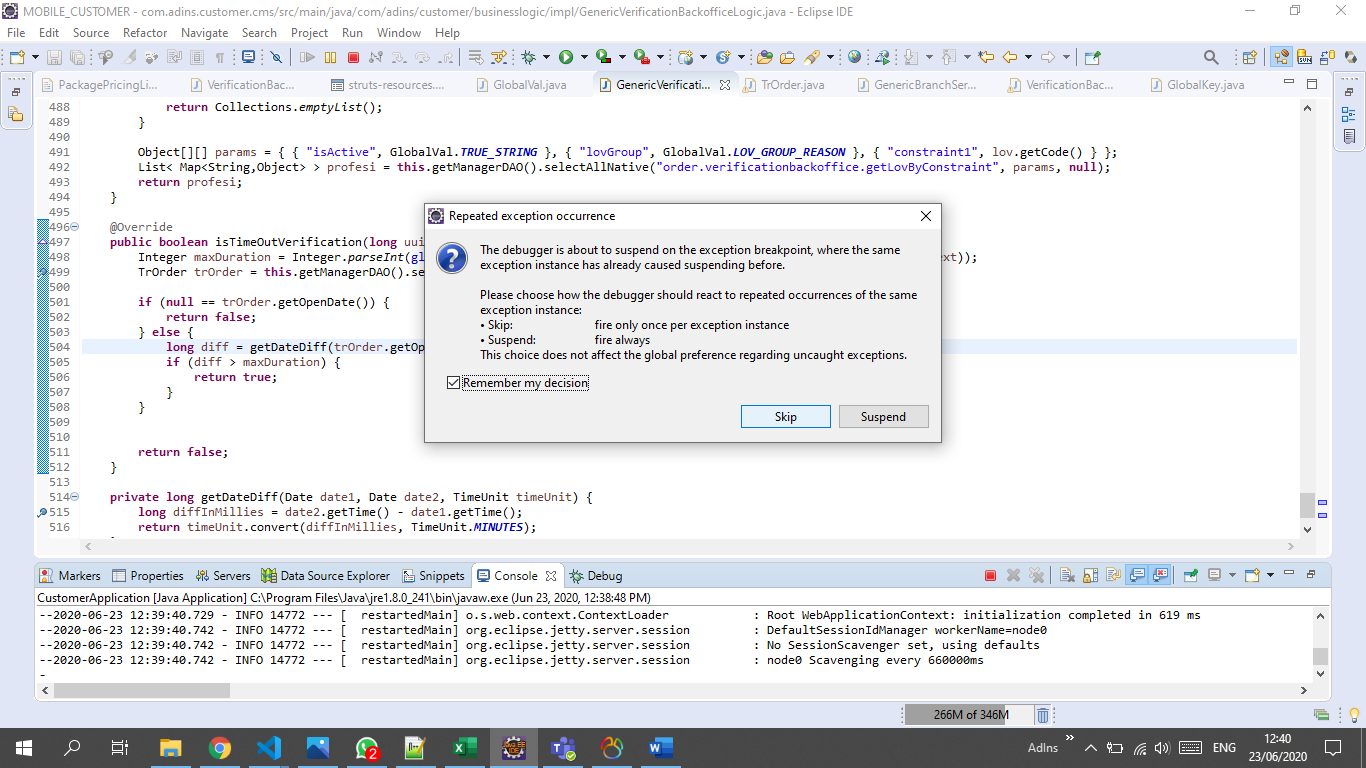 MOBILE_CUSTOMER - com.adins.customer.cms/src/main/java/com/adins/customer/businesslogic/impl/GenericVerificationBackofficeLogic.java - Eclipse IDE
File Edit Source Refactor Navigate Search Project Run Window Help
PackagePricingLi... VerificationBac... struts-resources.... GlobalVal.java GenericVerificati... TrOrder.java GenericBranchSer... VerificationBac... GlobalKey.java
488 return Collections.emptyList();
489 }
490
491 Object[][] params = { { "isActive", GlobalVal.TRUE_STRING }, { "lovGroup", GlobalVal.LOV_GROUP_REASON }, { "constraint1", lov.getCode() } };
492 List< Map<String,Object> > profesi = this.getManagerDAO().selectAllNative("order.verificationbackoffice.getLovByConstraint", params, null);
493 return profesi;
494 }
495
496 @Override
497 public boolean isTimeOutVerification(long uui
498 Integer maxDuration = Integer.parseInt(gl ext));
499 TrOrder trOrder = this.getManagerDAO().se
500
501 if (null == trOrder.getOpenDate()) {
502 return false;
503 } else {
504 long diff = getDateDiff(trOrder.getOp
505 if (diff > maxDuration) {
506 return true;
507 }
508 }
509
510
511 return false;
512 }
513
514 private long getDateDiff(Date date1, Date date2, TimeUnit timeUnit) {
515 long diffInMillies = date2.getTime() - date1.getTime();
516 return timeUnit.convert(diffInMillies, TimeUnit.MINUTES);
Repeated exception occurrence
The debugger is about to suspend on the exception breakpoint, where the same
exception instance has already caused suspending before.
Please choose how the debugger should react to repeated occurrences of the same
exception instance:
• Skip: fire only once per exception instance
• Suspend: fire always
This choice does not affect the global preference regarding uncaught exceptions.
Remember my decision
Skip Suspend
Markers Properties Servers Data Source Explorer Snippets Console Debug
CustomerApplication [Java Application] C:\Program Files\Java\jre1.8.0_241\bin\javaw.exe (Jun 23, 2020, 12:38:48 PM)
--2020-06-23 12:39:40.729 - INFO 14772 --- [ restartedMain] o.s.web.context.ContextLoader : Root WebApplicationContext: initialization completed in 619 ms
--2020-06-23 12:39:40.742 - INFO 14772 --- [ restartedMain] org.eclipse.jetty.server.session : DefaultSessionIdManager workerName=node0
--2020-06-23 12:39:40.742 - INFO 14772 --- [ restartedMain] org.eclipse.jetty.server.session : No SessionScavenger set, using defaults
--2020-06-23 12:39:40.742 - INFO 14772 --- [ restartedMain] org.eclipse.jetty.server.session : node0 Scavenging every 660000ms
-
266M of 346M
2
AdIns ENG 12:40
23/06/2020